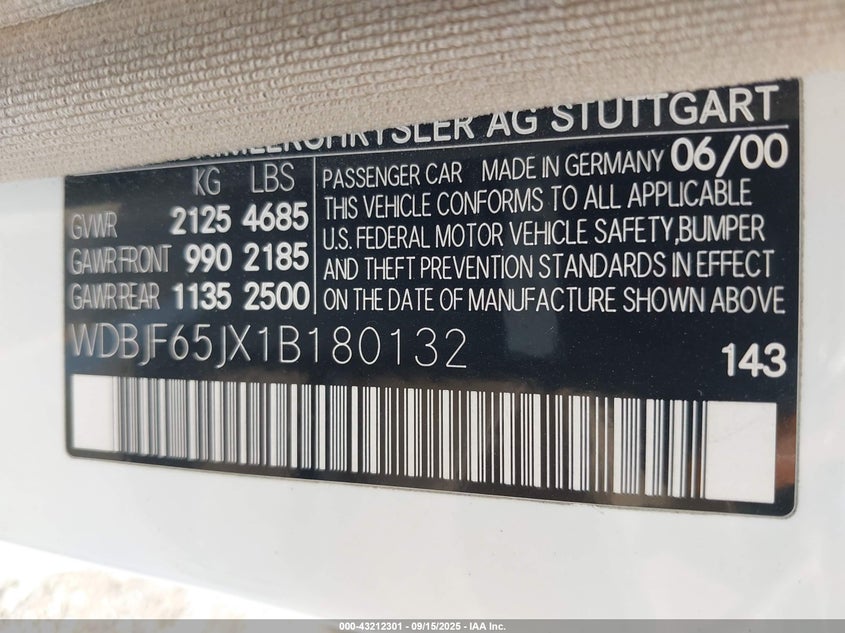 AG STUTTGART
KG LBS
GVWR 2125 4685
GAWR FRONT 990 2185
GAWR REAR 1135 2500
PASSENGER CAR MADE IN GERMANY 06/00
THIS VEHICLE CONFORMS TO ALL APPLICABLE
U.S. FEDERAL MOTOR VEHICLE SAFETY,BUMPER
AND THEFT PREVENTION STANDARDS IN EFFECT
ON THE DATE OF MANUFACTURE SHOWN ABOVE
WDBJF65JX1B180132
143
000-43212301 - 09/15/2025 - IAA Inc.